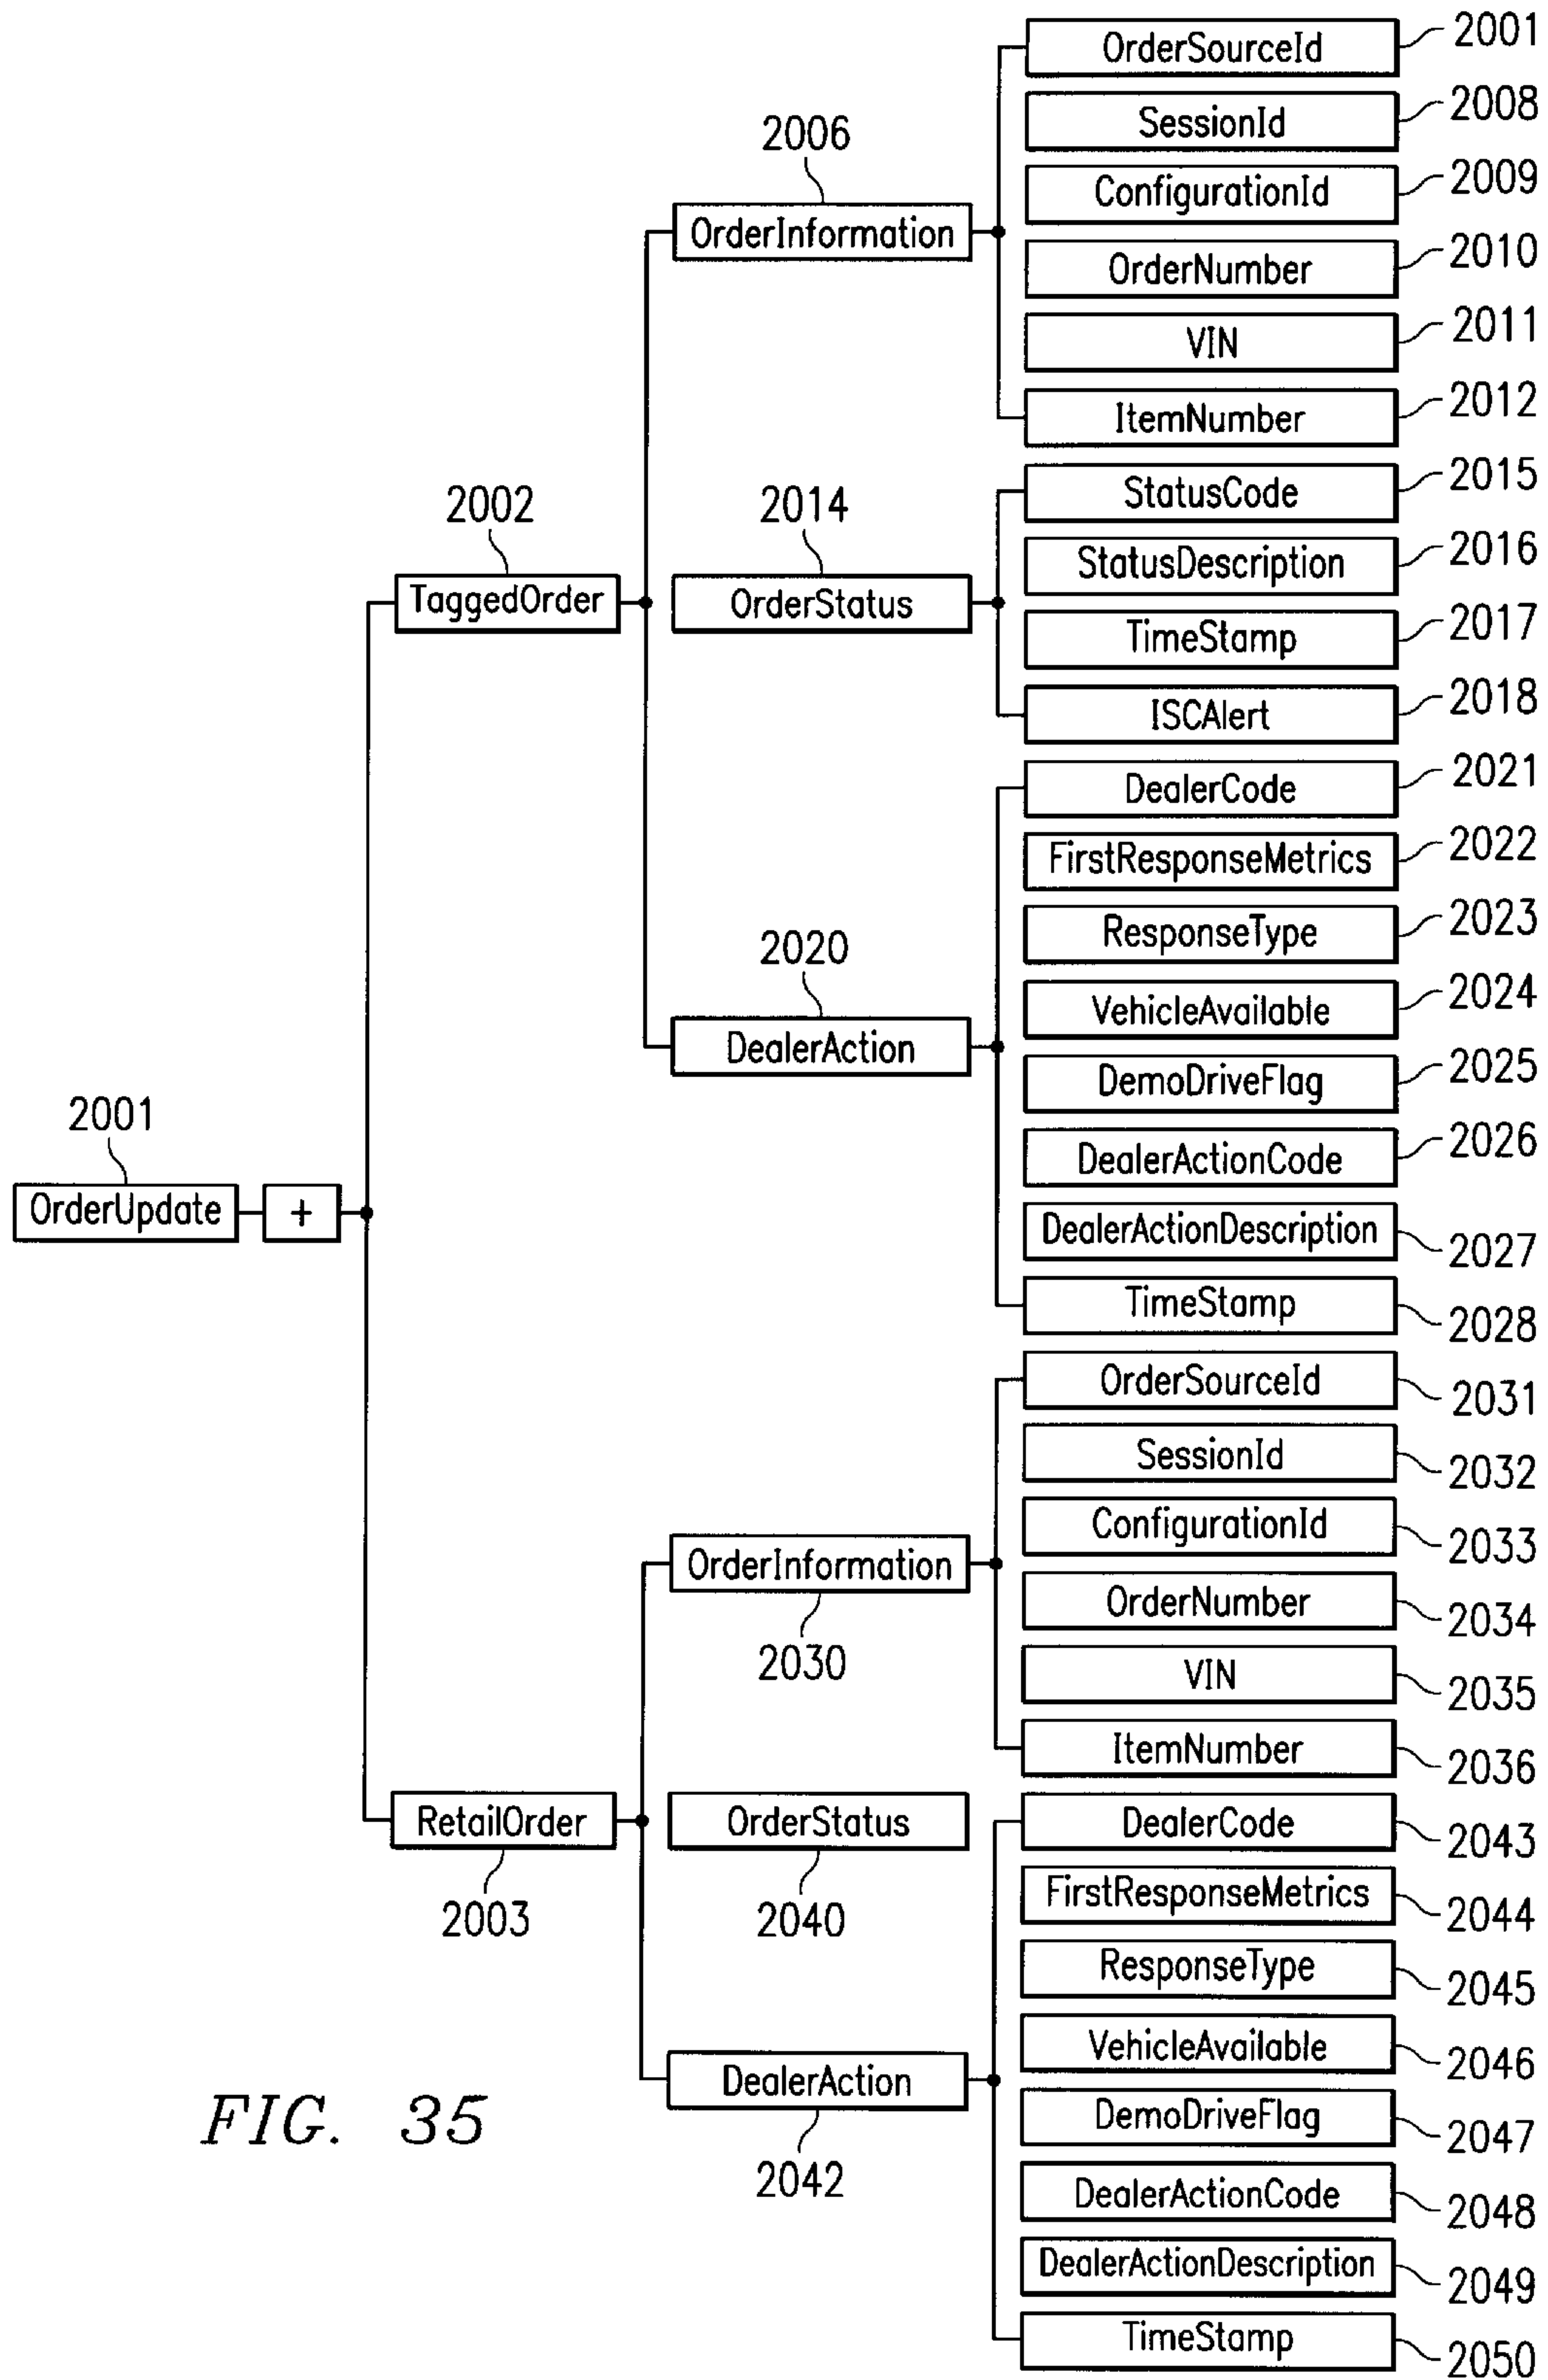 OrderSourceId 2001
SessionId 2008
2006
ConfigurationId 2009
OrderInformation
OrderNumber 2010
VIN 2011
ItemNumber 2012
2002 2014
StatusCode 2015
StatusDescription 2016
TaggedOrder OrderStatus
TimeStamp 2017
ISCAlert 2018
DealerCode 2021
FirstResponseMetrics 2022
2020
ResponseType 2023
VehicleAvailable 2024
DealerAction
DemoDriveFlag 2025
2001
DealerActionCode 2026
OrderUpdate +
DealerActionDescription 2027
TimeStamp 2028
OrderSourceId 2031
SessionId 2032
ConfigurationId 2033
OrderInformation
OrderNumber 2034
2030
VIN 2035
ItemNumber 2036
RetailOrder OrderStatus DealerCode 2043
FirstResponseMetrics 2044
2003 2040
ResponseType 2045
VehicleAvailable 2046
DealerAction
DemoDriveFlag 2047
FIG. 35
2042
DealerActionCode 2048
DealerActionDescription 2049
TimeStamp 2050